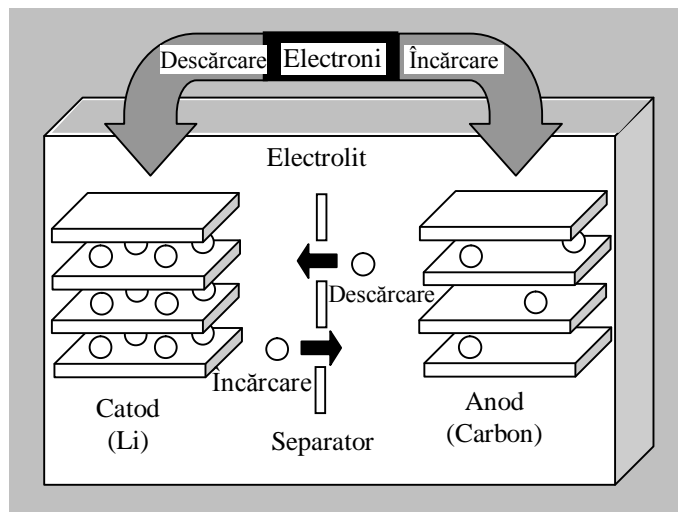 Descărcare
Electroni
Încărcare
Electrolit
Descărcare
Încărcare
Catod
(Li)
Separator
Anod
(Carbon)